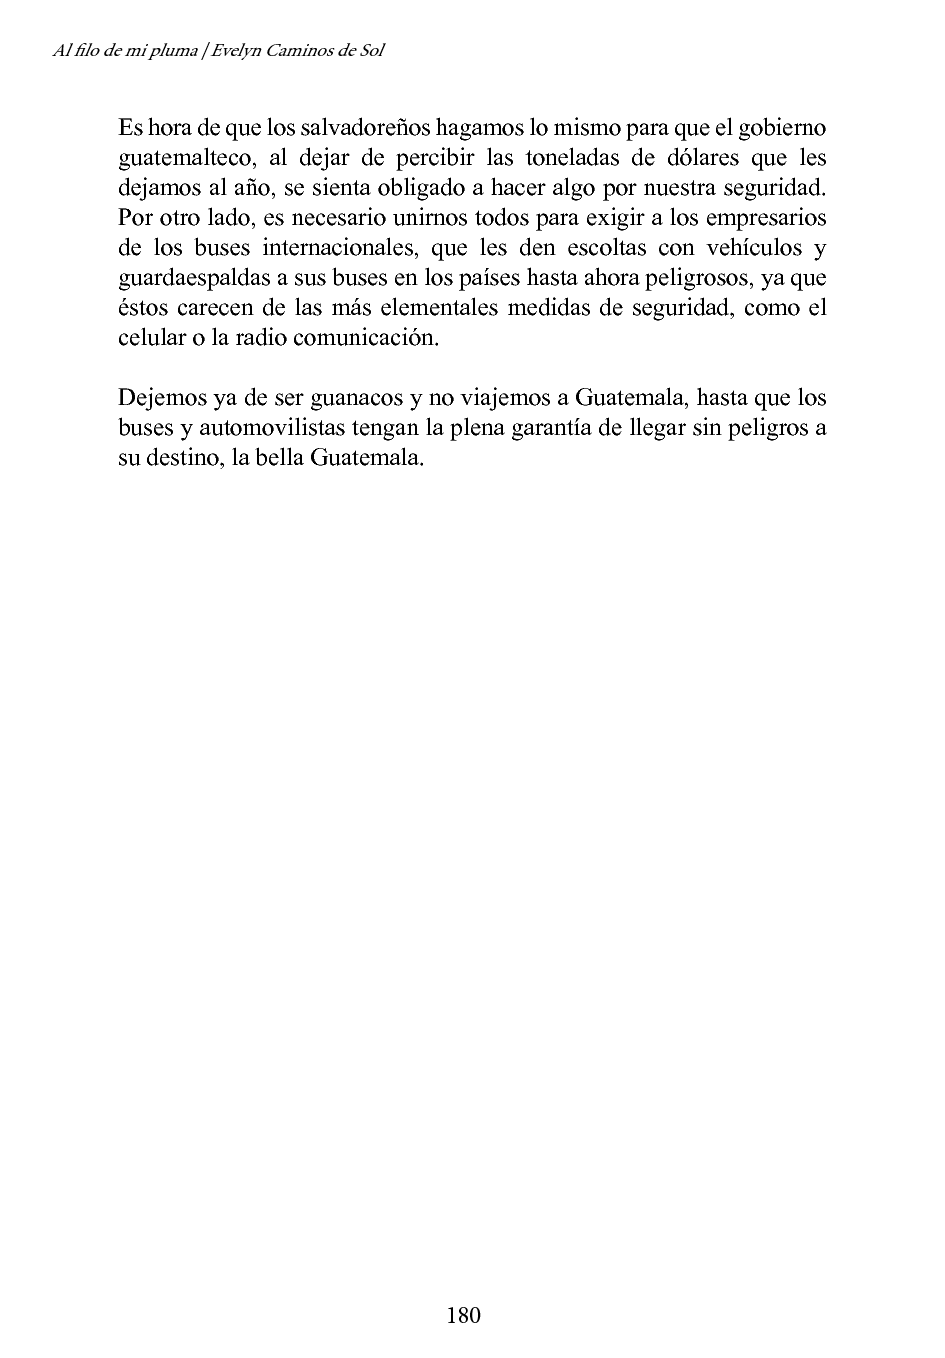 Al filo de mi pluma / Evelyn Caminos de Sol
Es hora de que los salvadoreños hagamos lo mismo para que el gobierno
guatemalteco, al dejar de percibir las toneladas de dólares que les
dejamos al año, se sienta obligado a hacer algo por nuestra seguridad.
Por otro lado, es necesario unirnos todos para exigir a los empresarios
de los buses internacionales, que les den escoltas con vehículos y
guardaespaldas a sus buses en los países hasta ahora peligrosos, ya que
éstos carecen de las más elementales medidas de seguridad, como el
celular o la radio comunicación.
Dejemos ya de ser guanacos y no viajemos a Guatemala, hasta que los
buses y automovilistas tengan la plena garantía de llegar sin peligros a
su destino, la bella Guatemala.
180